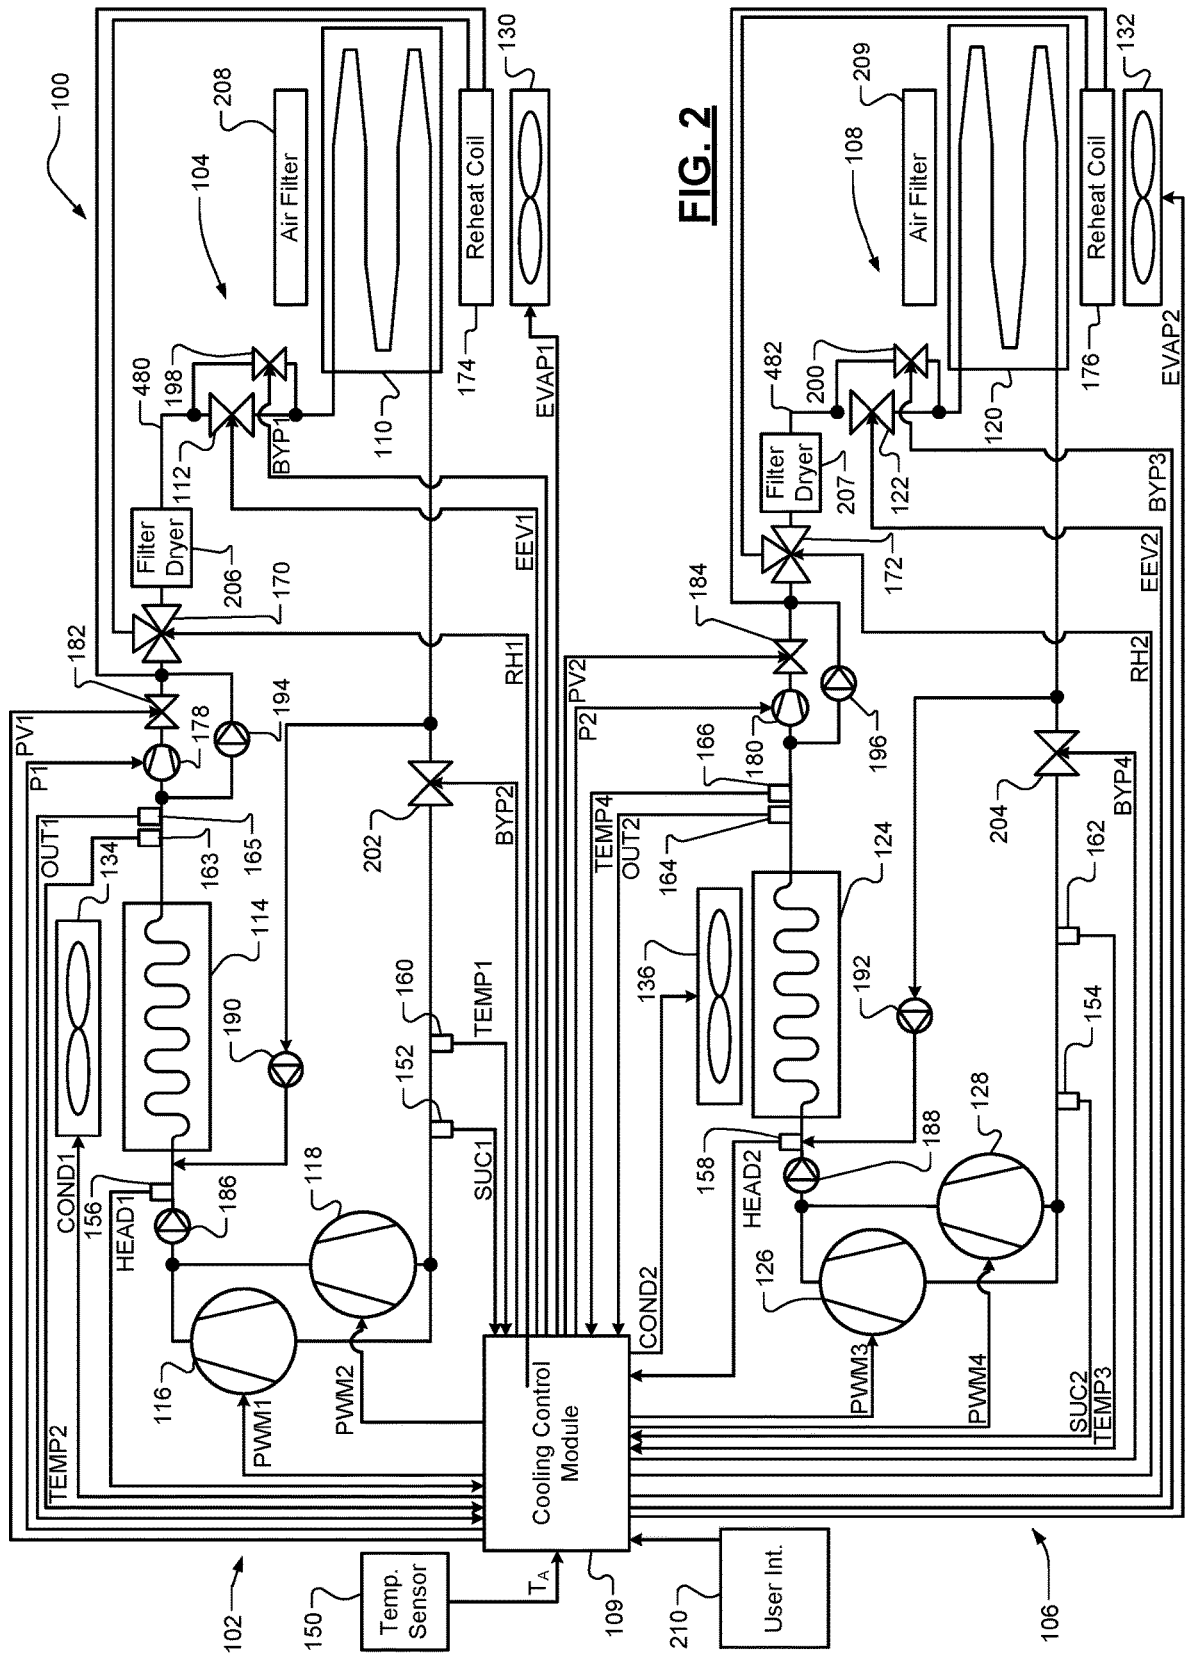 FIG. 2
100
104
208
Air Filter
130
Reheat Coil
174
EVAP1
110
480
198
112
BYP1
EEV1
Filter
Dryer
206
170
RH1
182
PV1
P1
178
194
OUT1
134
163
165
TEMP2
COND1
114
190
202
BYP2
160
TEMP1
152
SUC1
156
HEAD1
186
118
116
PWM1
PWM2
102
150
Temp.
Sensor
T_A
Cooling Control
Module
109
210
User Int.
106
108
209
Air Filter
132
Reheat Coil
176
EVAP2
120
482
200
122
BYP3
EEV2
Filter
Dryer
207
172
RH2
184
PV2
P2
180
196
166
TEMP4
OUT2
164
136
COND2
124
192
204
BYP4
162
154
158
HEAD2
188
128
126
PWM3
PWM4
SUC2
TEMP3